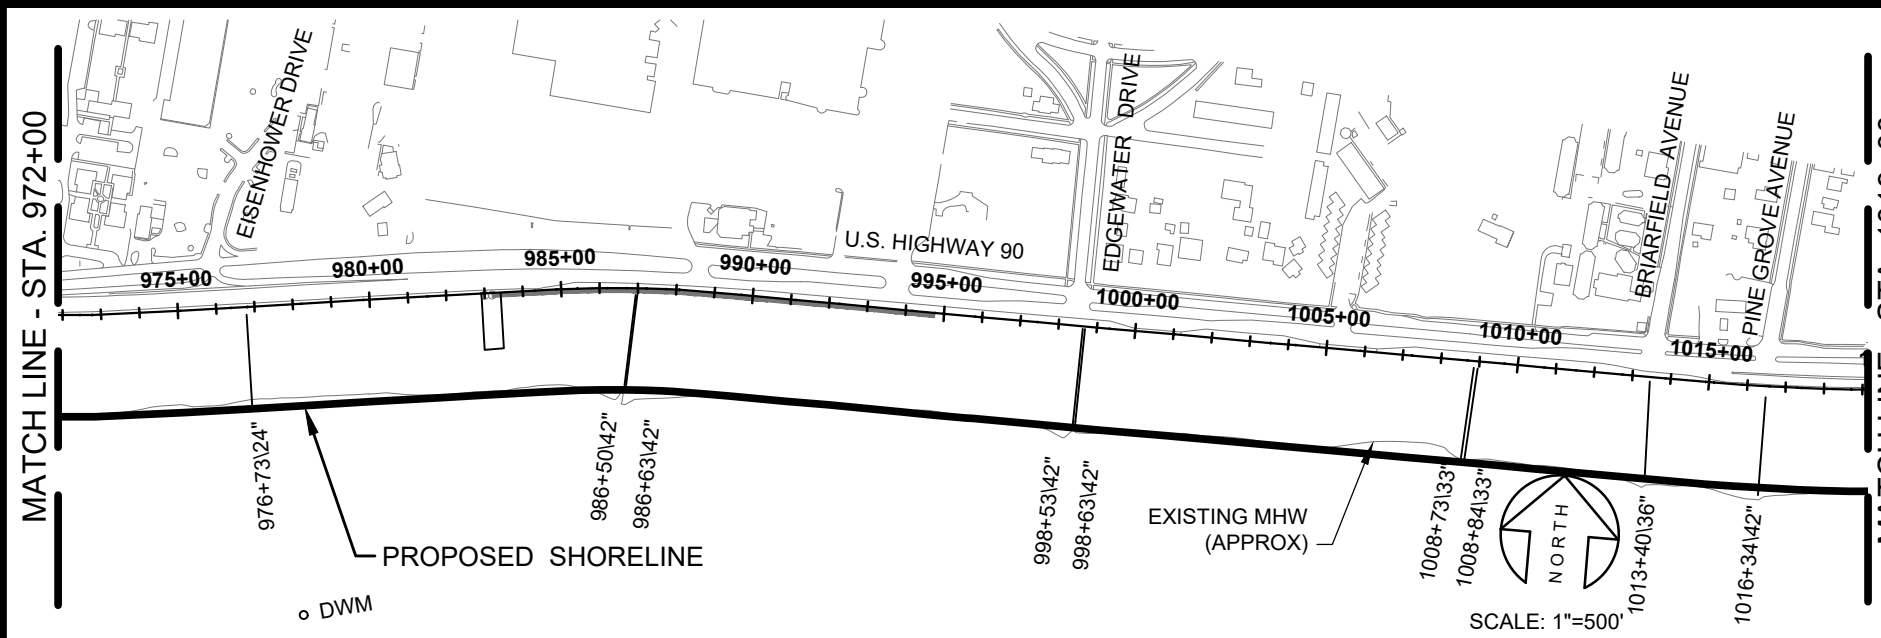 MATCH LINE - STA. 972+00
EISENHOWER DRIVE
EDGEWATER DRIVE
BRIARFIELD AVENUE
PINE GROVE AVENUE
U.S. HIGHWAY 90
975+00
980+00
985+00
990+00
995+00
1000+00
1005+00
1010+00
1015+00
976+73\24"
986+50\42"
986+63\42"
998+53\42"
998+63\42"
1008+73\33"
1008+84\33"
1013+40\36"
1016+34\42"
PROPOSED SHORELINE
EXISTING MHW
(APPROX)
DWM
NORTH
SCALE: 1"=500'